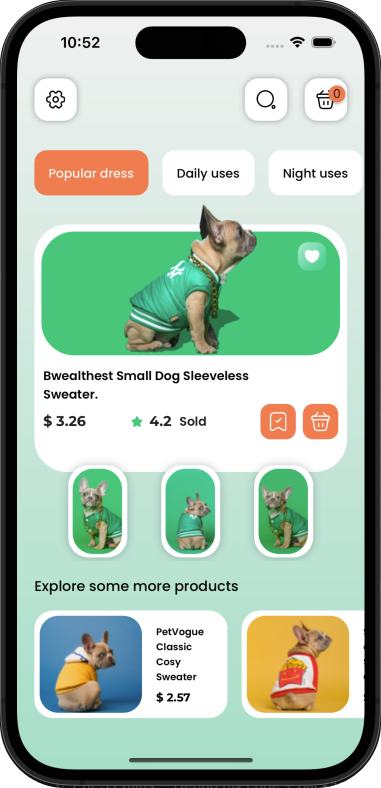 10:52
0
Popular dress
Daily uses
Night uses
Bwealthest Small Dog Sleeveless
Sweater.
$ 3.26
4.2 Sold
Explore some more products
PetVogue
Classic
Cosy
Sweater
$ 2.57